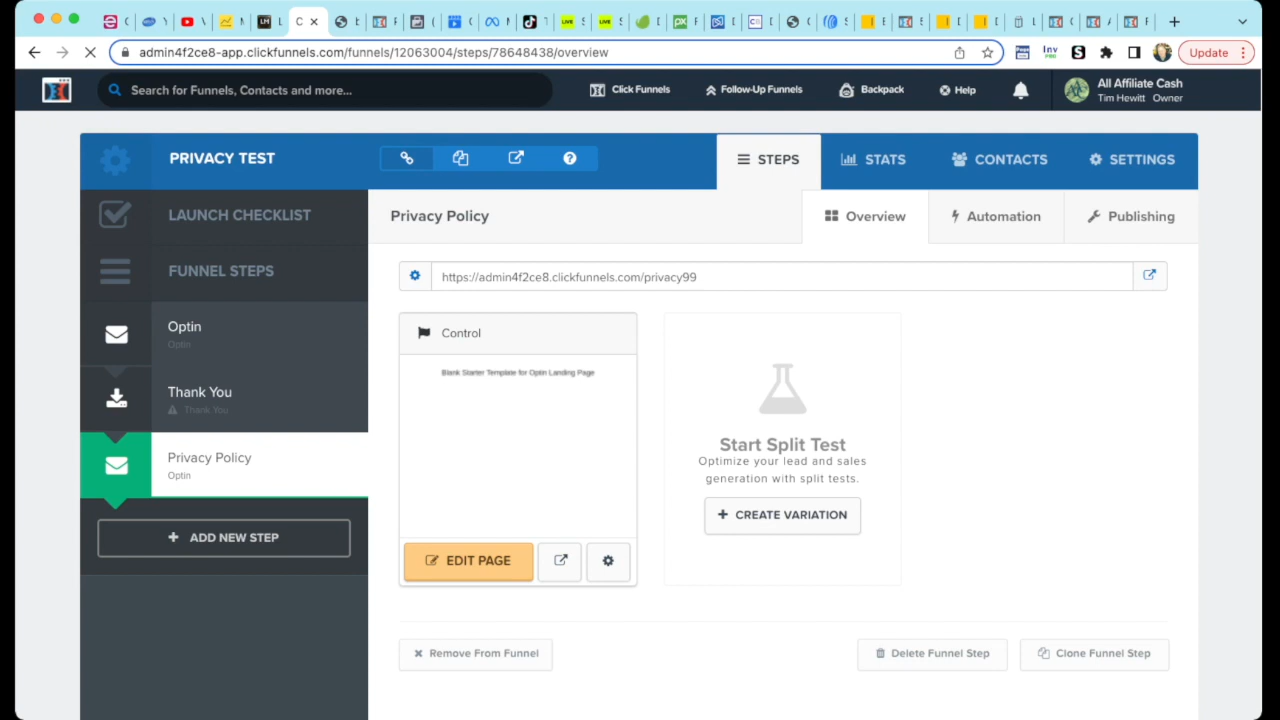 admin4f2ce8-app.clickfunnels.com/funnels/12063004/steps/78648438/overview
Update
Search for Funnels, Contacts and more...
Click Funnels
Follow-Up Funnels
Backpack
Help
All Affiliate Cash
Tim Hewitt Owner
PRIVACY TEST
STEPS
STATS
CONTACTS
SETTINGS
LAUNCH CHECKLIST
Privacy Policy
Overview
Automation
Publishing
FUNNEL STEPS
https://admin4f2ce8.clickfunnels.com/privacy99
Optin
Optin
Thank You
Thank You
Privacy Policy
Optin
+ ADD NEW STEP
Control
Blank Starter Template for Optin Landing Page
EDIT PAGE
Start Split Test
Optimize your lead and sales
generation with split tests.
+ CREATE VARIATION
Remove From Funnel
Delete Funnel Step
Clone Funnel Step